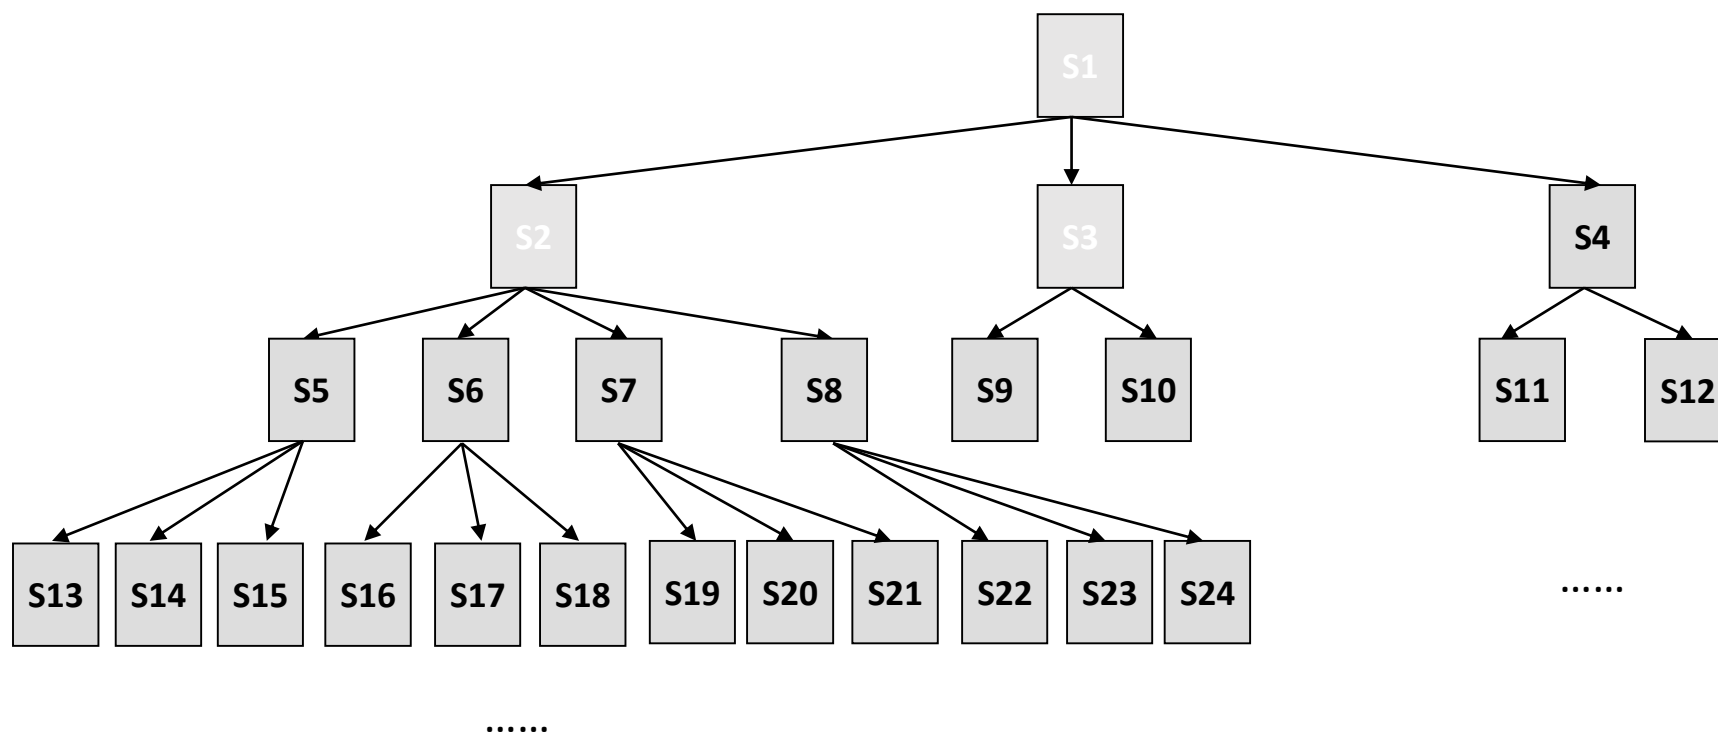 S1
S2
S3
S4
S5
S6
S7
S8
S9
S10
S11
S12
S13
S14
S15
S16
S17
S18
S19
S20
S21
S22
S23
S24
......
......